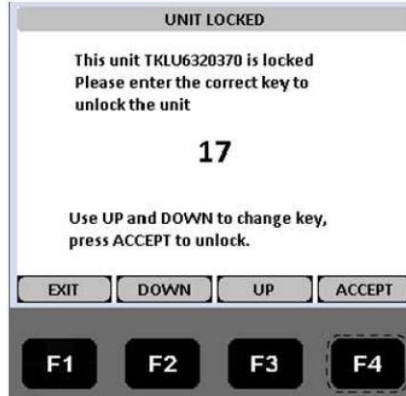 UNIT LOCKED
This unit TKLU6320370 is locked
Please enter the correct key to
unlock the unit
17
Use UP and DOWN to change key,
press ACCEPT to unlock.
EXIT DOWN UP ACCEPT
F1 F2 F3 F4